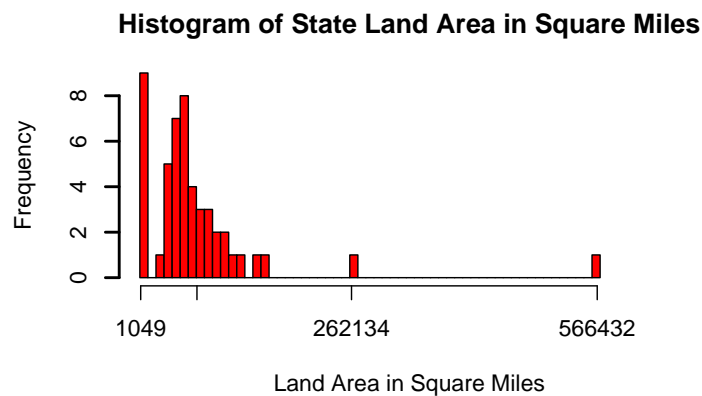 Histogram of State Land Area in Square Miles
Frequency
8
6
4
2
0
1049 262134 566432
Land Area in Square Miles